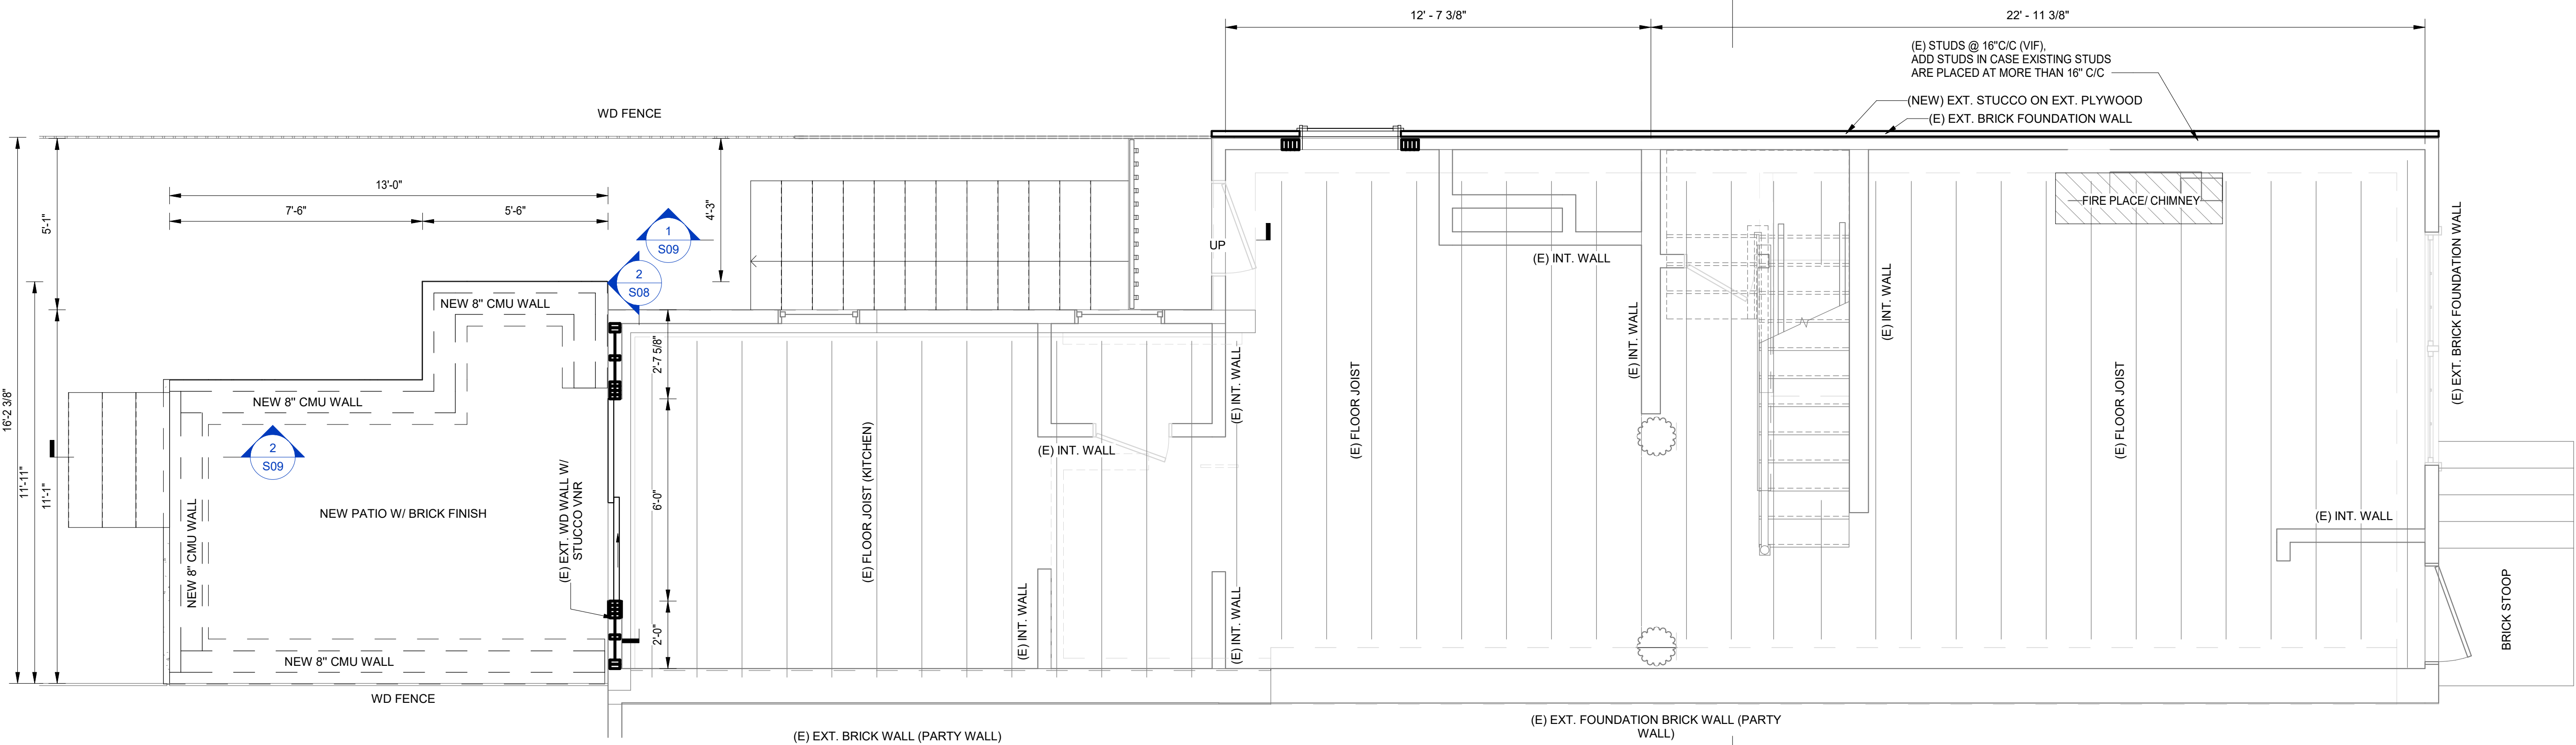 12' - 7 3/8"
22' - 11 3/8"
(E) STUDS @ 16"C/C (VIF),
ADD STUDS IN CASE EXISTING STUDS
ARE PLACED AT MORE THAN 16" C/C
(NEW) EXT. STUCCO ON EXT. PLYWOOD
(E) EXT. BRICK FOUNDATION WALL
WD FENCE
13'-0"
7'-6"
5'-6"
4'-3"
5'-1"
16'-2 3/8"
11'-11"
11'-1"
1
S09
2
S08
2
S09
UP
NEW 8" CMU WALL
NEW 8" CMU WALL
NEW 8" CMU WALL
NEW 8" CMU WALL
NEW PATIO W/ BRICK FINISH
(E) EXT. WD WALL W/
STUCCO VNR
2'-7 5/8"
6'-0"
2'-0"
(E) FLOOR JOIST (KITCHEN)
(E) INT. WALL
(E) INT. WALL
(E) INT. WALL
(E) INT. WALL
(E) FLOOR JOIST
(E) INT. WALL
(E) INT. WALL
(E) INT. WALL
FIRE PLACE/ CHIMNEY
(E) FLOOR JOIST
(E) INT. WALL
(E) EXT. BRICK FOUNDATION WALL
BRICK STOOP
WD FENCE
(E) EXT. BRICK WALL (PARTY WALL)
(E) EXT. FOUNDATION BRICK WALL (PARTY
WALL)